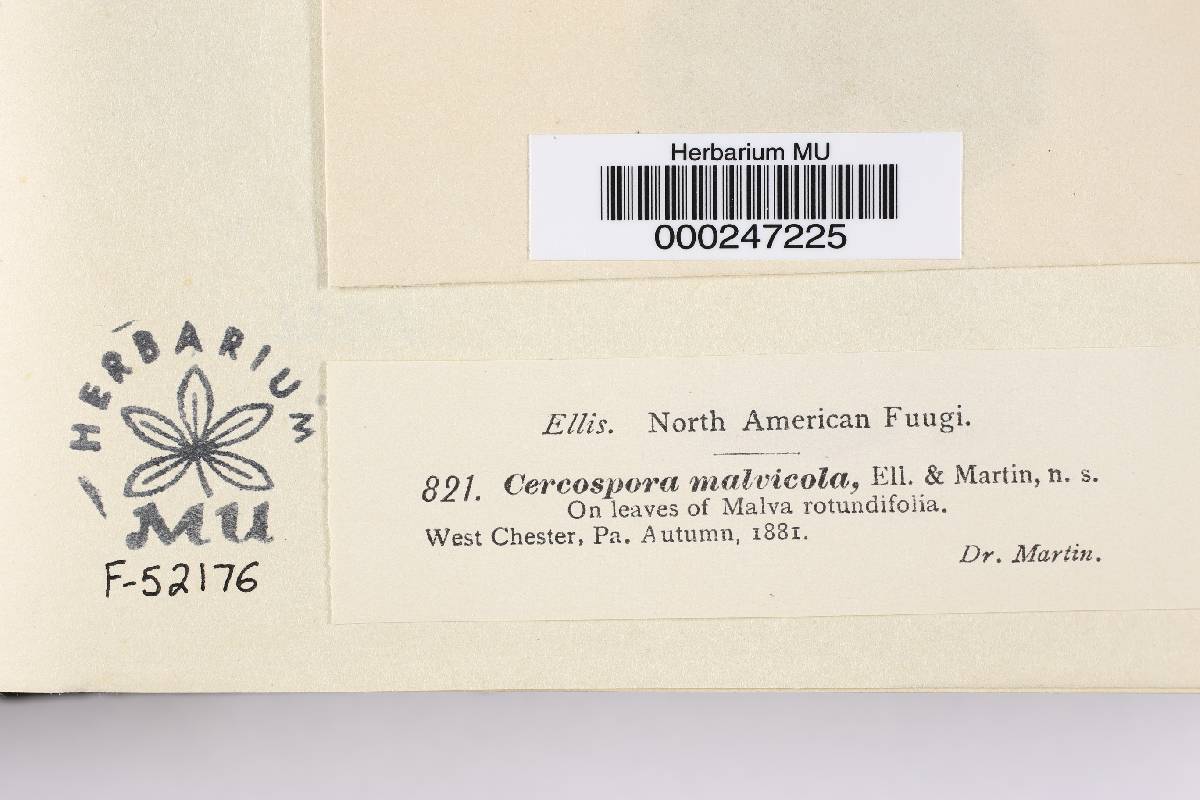 Herbarium MU
000247225
HERBARIUM
MU
F-52176
Ellis. North American Fuugi.
821. Cercospora malvicola, Ell. & Martin, n. s.
On leaves of Malva rotundifolia.
West Chester, Pa. Autumn, 1881.
Dr. Martin.